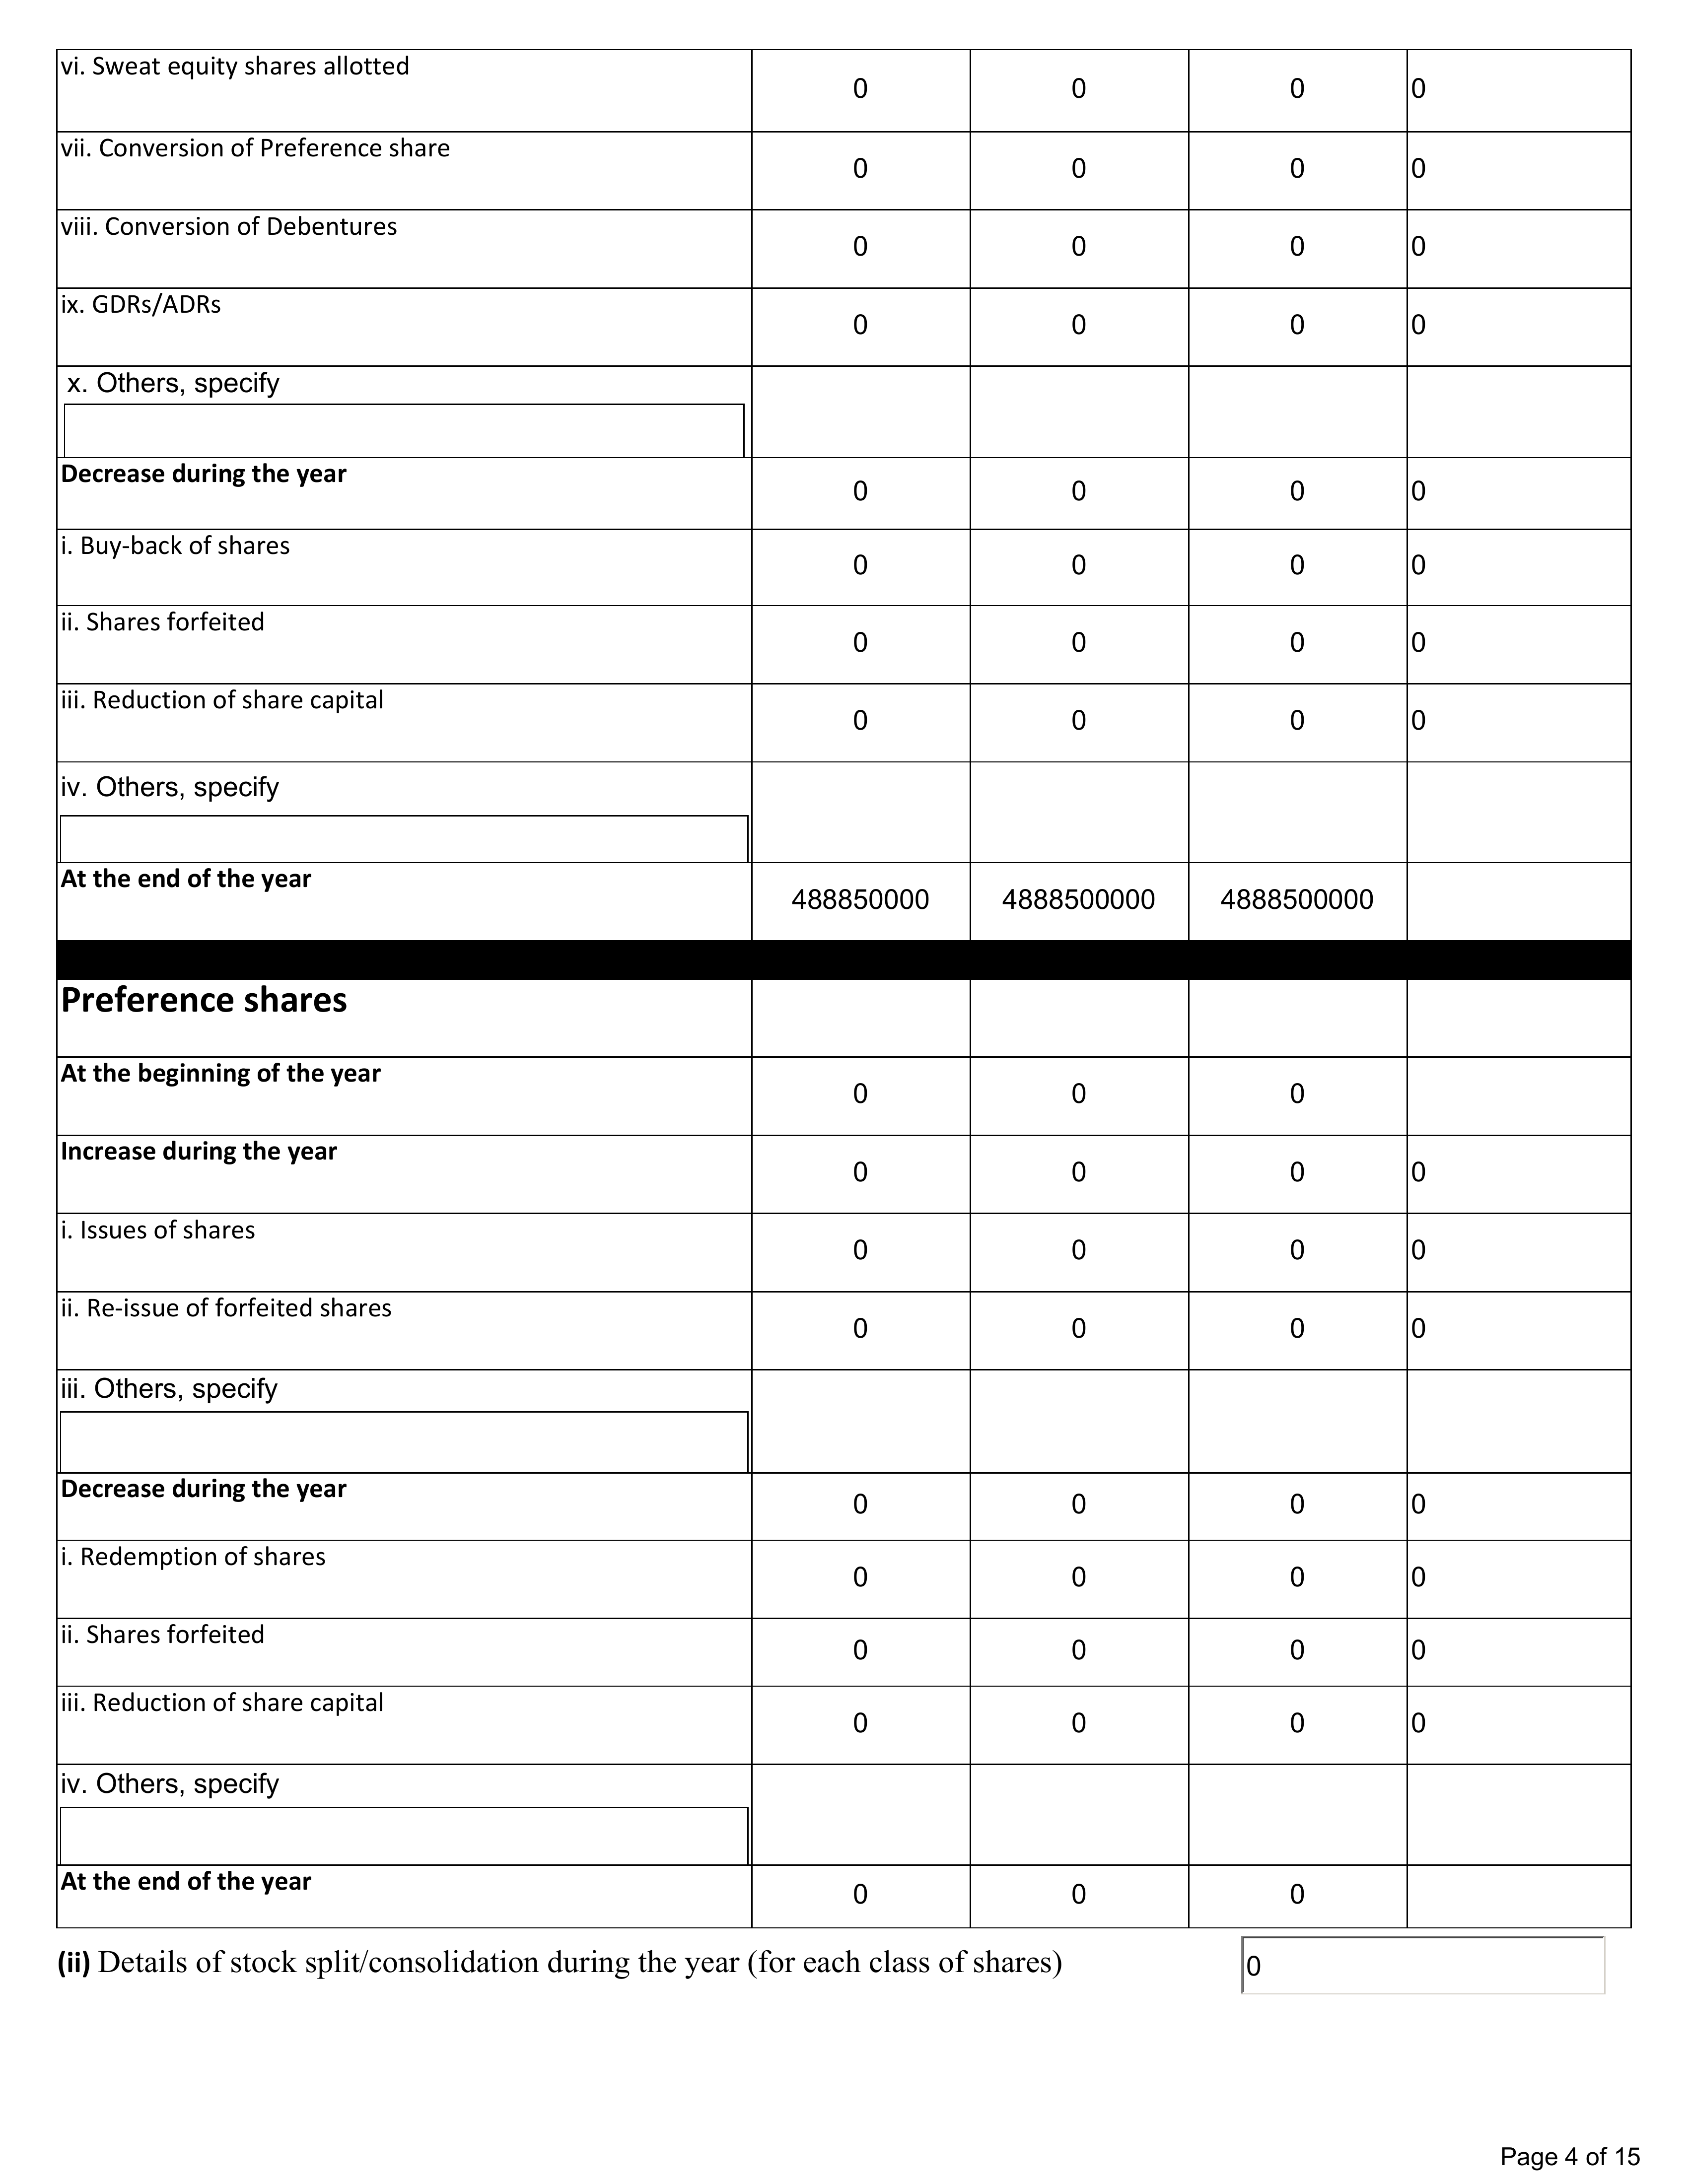 vi. Sweat equity shares allotted 0 0 0 0
vii. Conversion of Preference share 0 0 0 0
viii. Conversion of Debentures 0 0 0 0
ix. GDRs/ADRs 0 0 0 0
x. Others, specify
Decrease during the year 0 0 0 0
i. Buy-back of shares 0 0 0 0
ii. Shares forfeited 0 0 0 0
iii. Reduction of share capital 0 0 0 0
iv. Others, specify
At the end of the year 488850000 4888500000 4888500000
Preference shares
At the beginning of the year 0 0 0
Increase during the year 0 0 0 0
i. Issues of shares 0 0 0 0
ii. Re-issue of forfeited shares 0 0 0 0
iii. Others, specify
Decrease during the year 0 0 0 0
i. Redemption of shares 0 0 0 0
ii. Shares forfeited 0 0 0 0
iii. Reduction of share capital 0 0 0 0
iv. Others, specify
At the end of the year 0 0 0
(ii) Details of stock split/consolidation during the year (for each class of shares) 0
Page 4 of 15